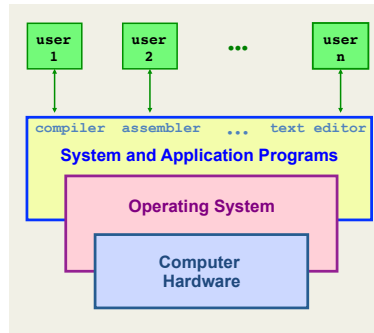 user user ... user
1 2 n
compiler assembler ... text editor
System and Application Programs
Operating System
Computer
Hardware